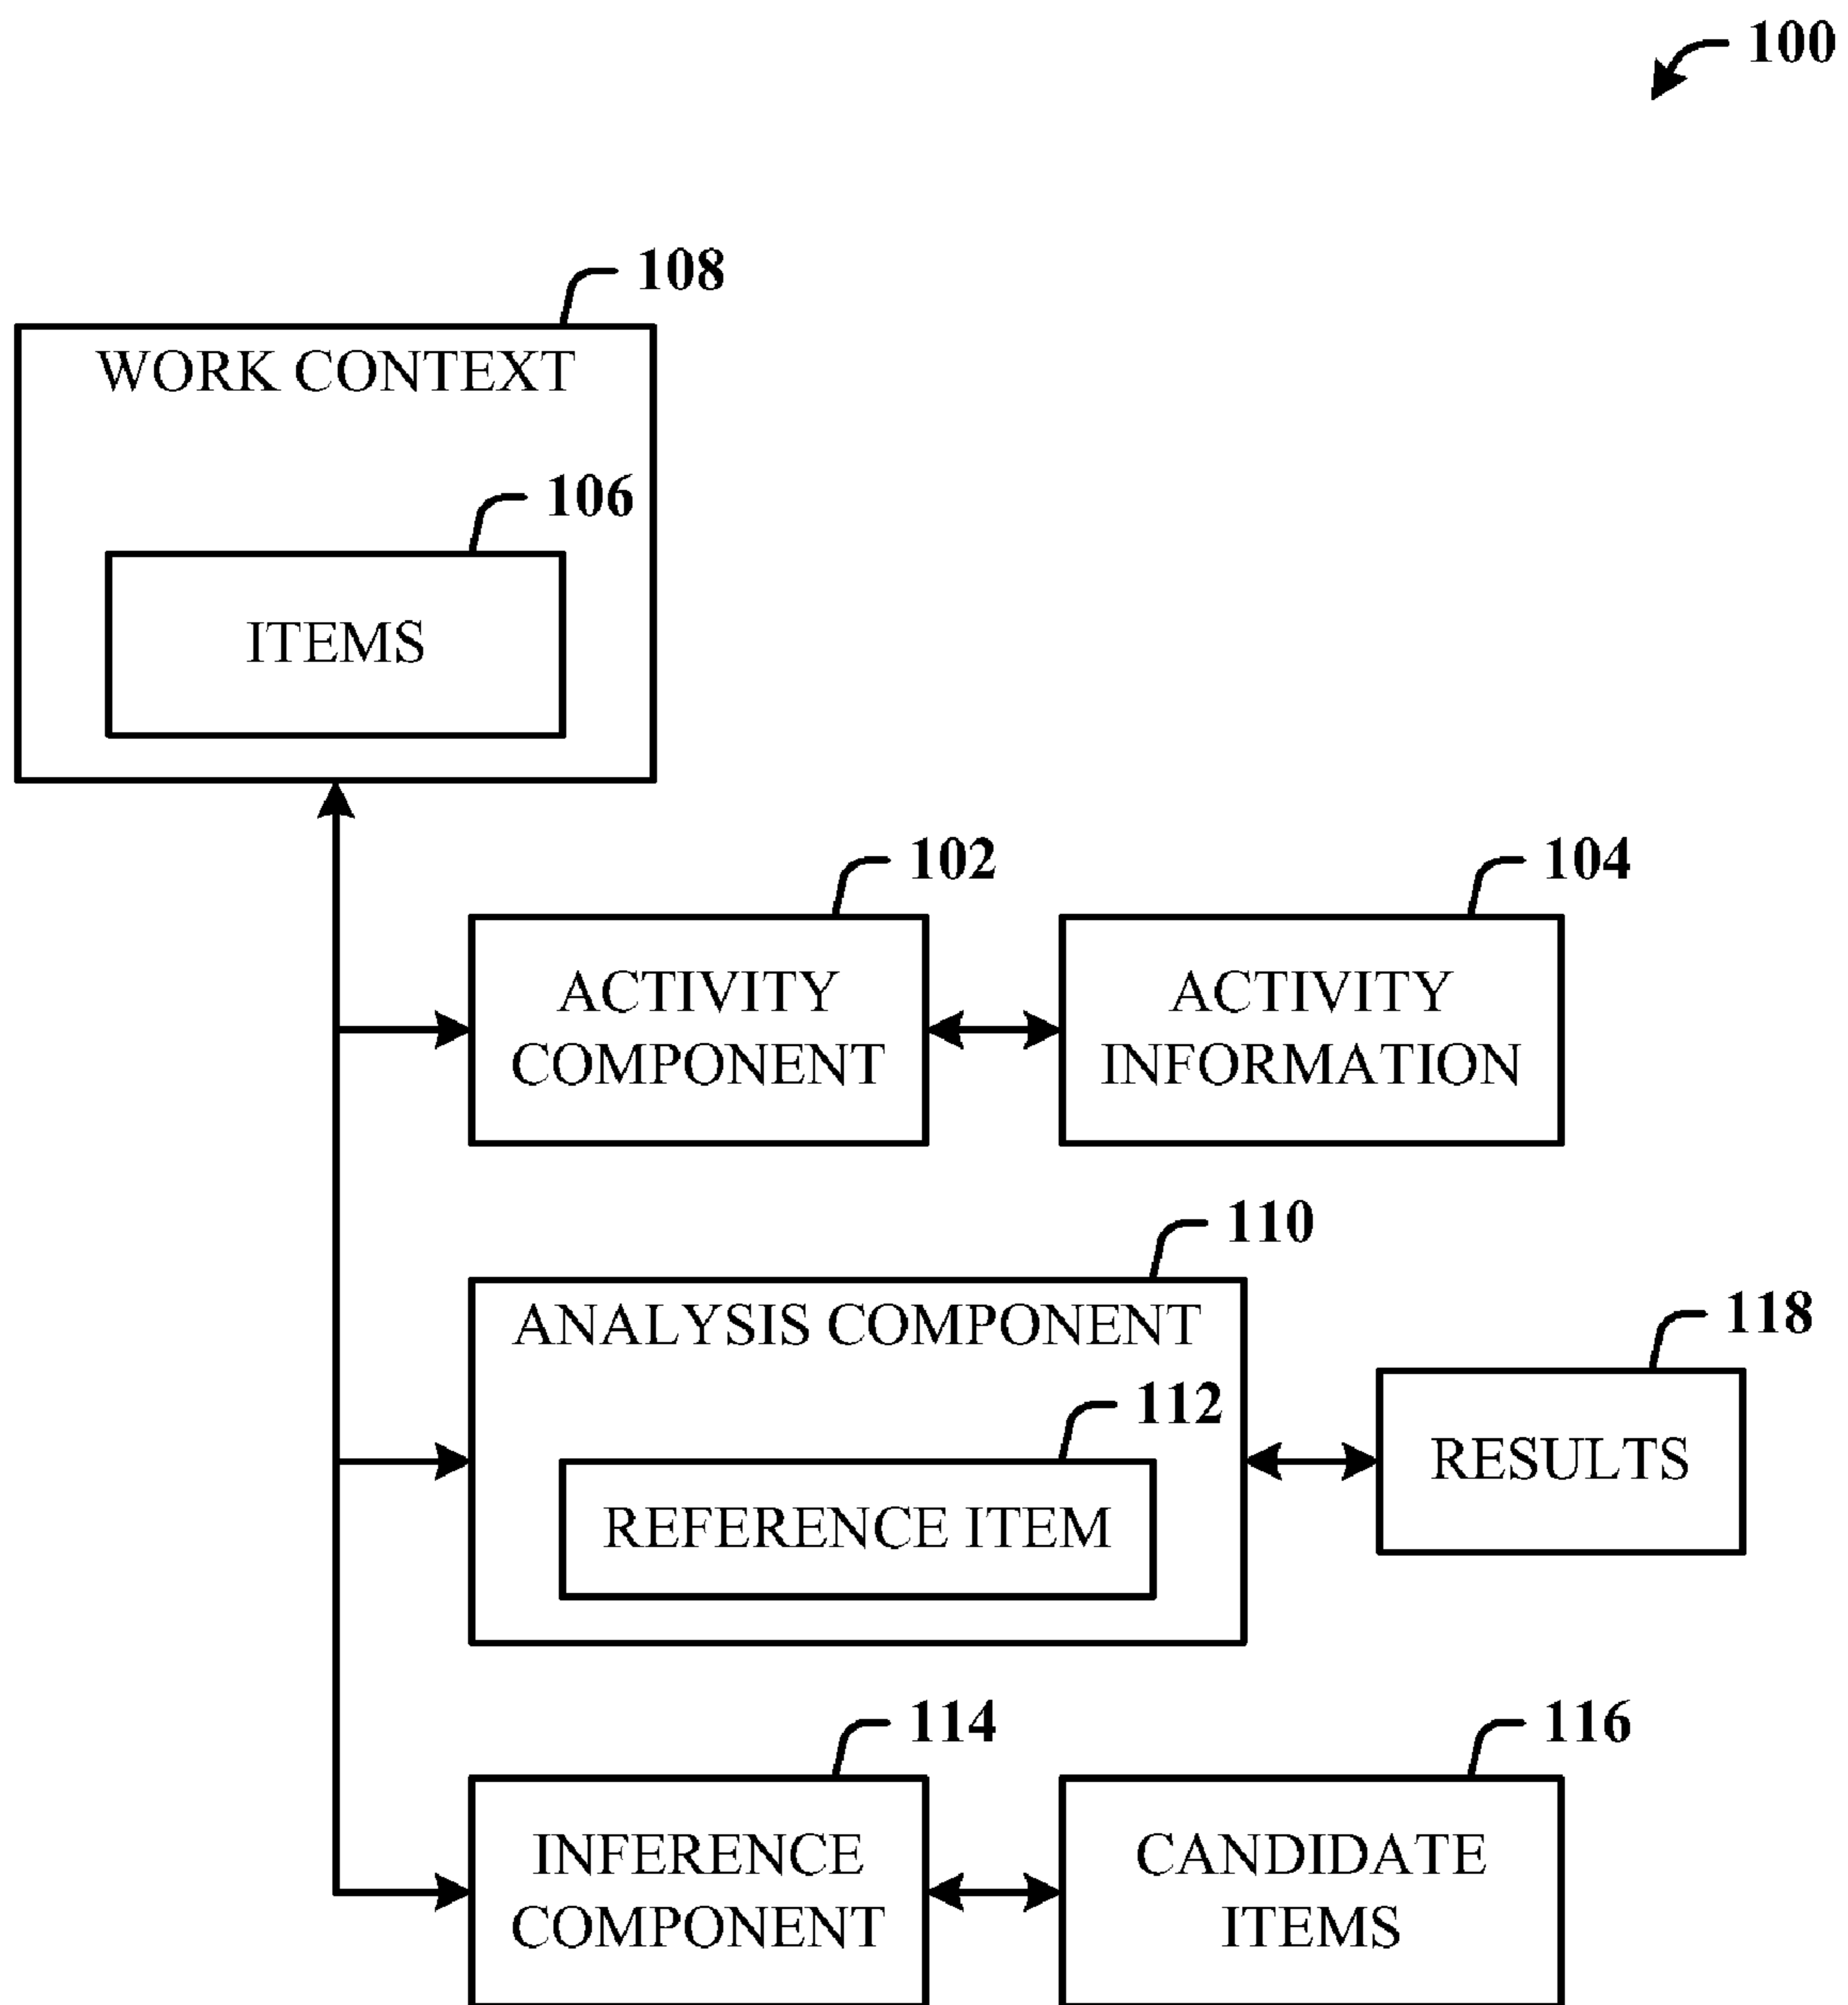 100
108
WORK CONTEXT
106
ITEMS
102
104
ACTIVITY
COMPONENT
ACTIVITY
INFORMATION
110
ANALYSIS COMPONENT
118
112
REFERENCE ITEM
RESULTS
114
116
INFERENCE
COMPONENT
CANDIDATE
ITEMS